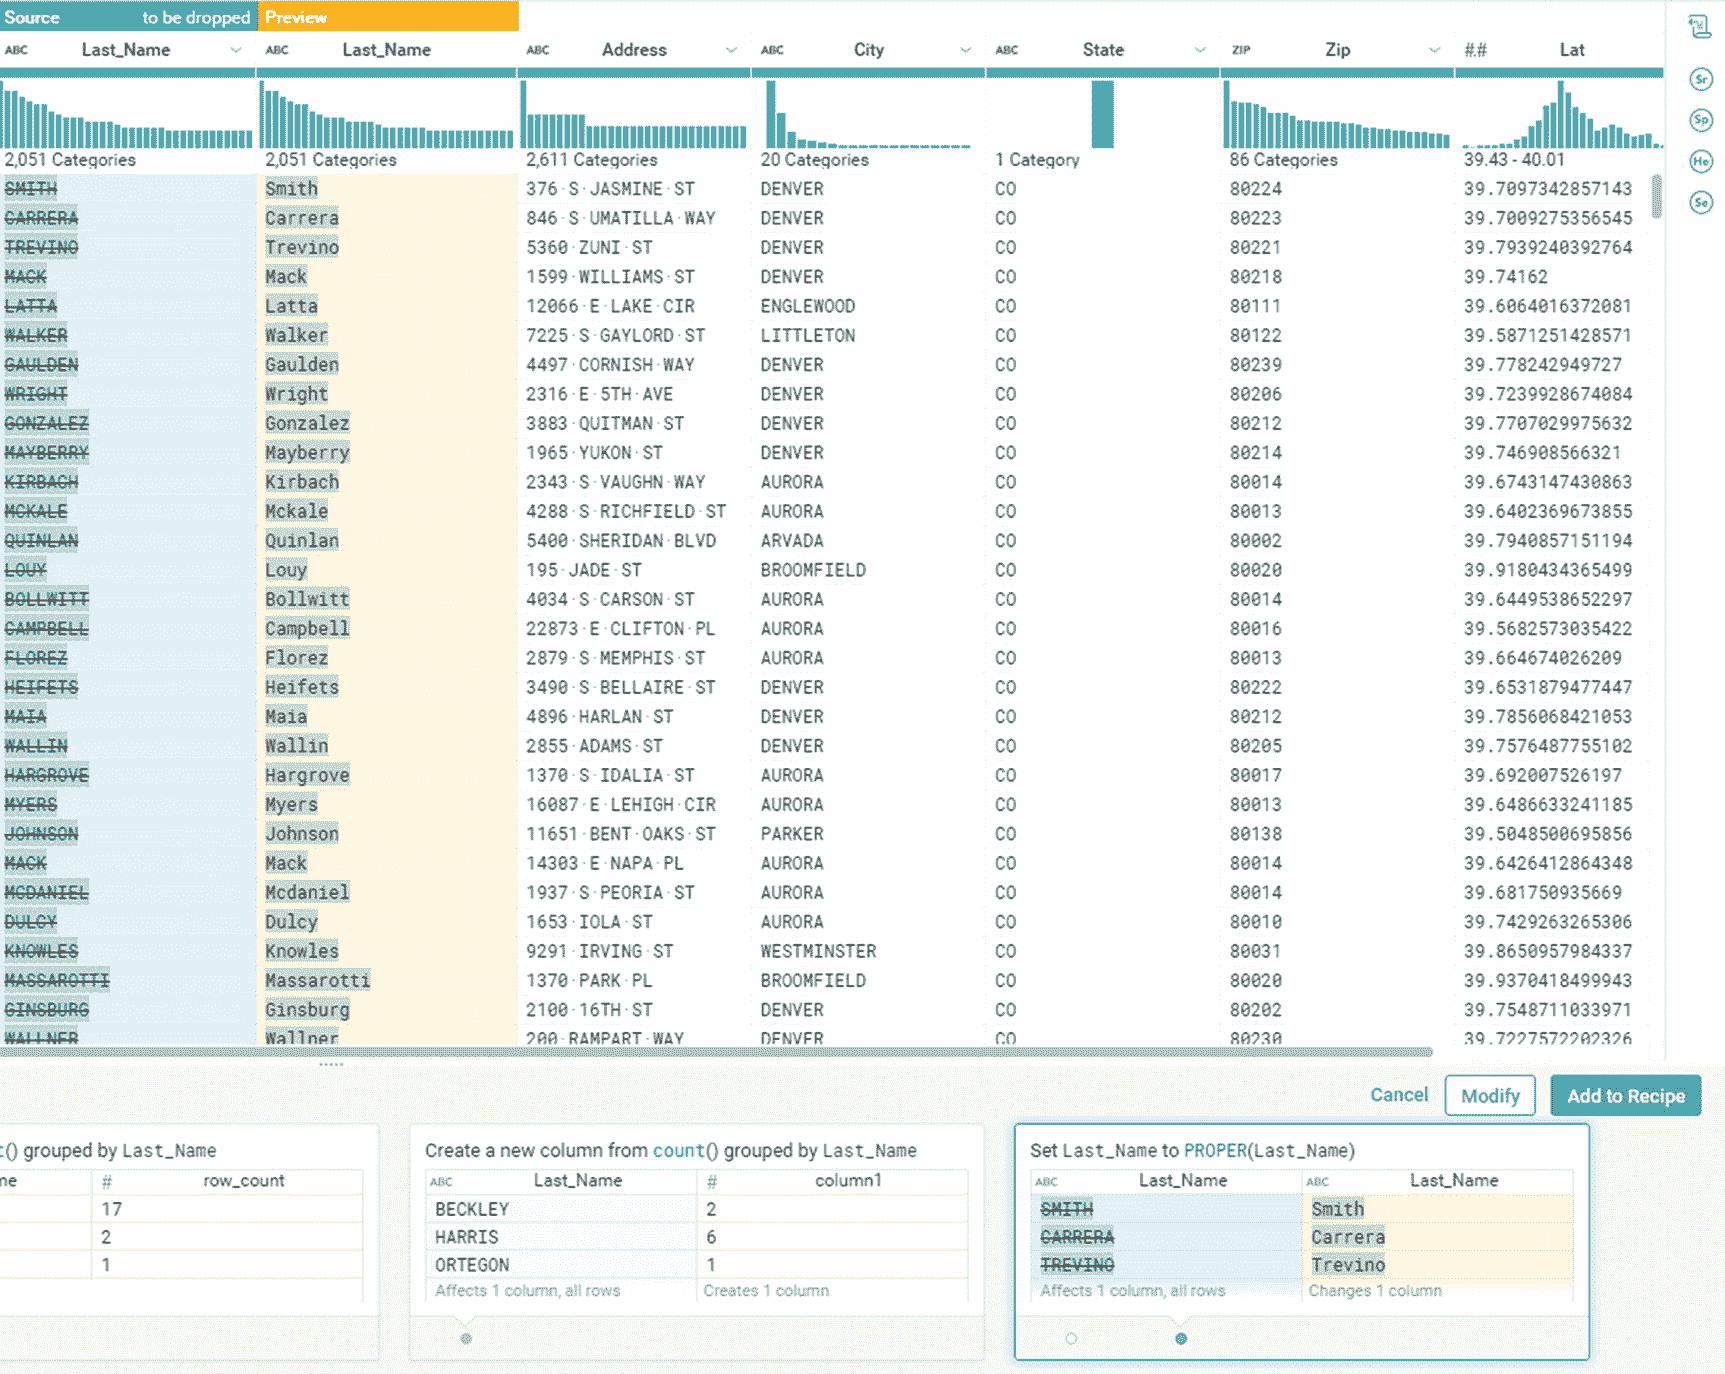 Source to be dropped Preview
ABC Last_Name ABC Last_Name ABC Address ABC City ABC State ZIP Zip ## Lat
2,051 Categories 2,051 Categories 2,611 Categories 20 Categories 1 Category 86 Categories 39.43 - 40.01
SMITH Smith 376·S·JASMINE·ST DENVER CO 80224 39.7097342857143
CARRERA Carrera 846·S·UMATILLA·WAY DENVER CO 80223 39.7009275356545
TREVINO Trevino 5360·ZUNI·ST DENVER CO 80221 39.7939240392764
MACK Mack 1599·WILLIAMS·ST DENVER CO 80218 39.74162
LATTA Latta 12066·E·LAKE·CIR ENGLEWOOD CO 80111 39.6064016372081
WALKER Walker 7225·S·GAYLORD·ST LITTLETON CO 80122 39.5871251428571
GAULDEN Gaulden 4497·CORNISH·WAY DENVER CO 80239 39.778242949727
WRIGHT Wright 2316·E·5TH·AVE DENVER CO 80206 39.7239928674084
GONZALEZ Gonzalez 3883·QUITMAN·ST DENVER CO 80212 39.7707029975632
MAYBERRY Mayberry 1965·YUKON·ST DENVER CO 80214 39.746908566321
KIRBACH Kirbach 2343·S·VAUGHN·WAY AURORA CO 80014 39.6743147430863
MCKALE Mckale 4288·S·RICHFIELD·ST AURORA CO 80013 39.6402369673855
QUINLAN Quinlan 5400·SHERIDAN·BLVD ARVADA CO 80002 39.7940857151194
LOUY Louy 195·JADE·ST BROOMFIELD CO 80020 39.9180434365499
BOLLWITT Bollwitt 4034·S·CARSON·ST AURORA CO 80014 39.6449538652297
CAMPBELL Campbell 22873·E·CLIFTON·PL AURORA CO 80016 39.5682573035422
FLOREZ Florez 2879·S·MEMPHIS·ST AURORA CO 80013 39.664674026209
HEIFETS Heifets 3490·S·BELLAIRE·ST DENVER CO 80222 39.6531879477447
MAIA Maia 4896·HARLAN·ST DENVER CO 80212 39.7856068421053
WALLIN Wallin 2855·ADAMS·ST DENVER CO 80205 39.7576487755102
HARGROVE Hargrove 1370·S·IDALIA·ST AURORA CO 80017 39.692007526197
MYERS Myers 16087·E·LEHIGH·CIR AURORA CO 80013 39.6486633241185
JOHNSON Johnson 11651·BENT·OAKS·ST PARKER CO 80138 39.5048500695856
MACK Mack 14303·E·NAPA·PL AURORA CO 80014 39.6426412864348
MCDANIEL Mcdaniel 1937·S·PEORIA·ST AURORA CO 80014 39.681750935669
DULCY Dulcy 1653·IOLA·ST AURORA CO 80010 39.7429263265306
KNOWLES Knowles 9291·IRVING·ST WESTMINSTER CO 80031 39.8650957984337
MASSAROTTI Massarotti 1370·PARK·PL BROOMFIELD CO 80020 39.9370418499943
GINSBURG Ginsburg 2100·16TH·ST DENVER CO 80202 39.7548711033971
WALLNER Wallner 200·RAMPART·WAY DENVER CO 80230 39.7227572202326
Sr
Sp
He
Se
Cancel Modify Add to Recipe
t() grouped by Last_Name
me # row_count
17
2
1
Create a new column from count() grouped by Last_Name
ABC Last_Name # column1
BECKLEY 2
HARRIS 6
ORTEGON 1
Affects 1 column, all rows Creates 1 column
Set Last_Name to PROPER(Last_Name)
ABC Last_Name ABC Last_Name
SMITH Smith
CARRERA Carrera
TREVINO Trevino
Affects 1 column, all rows Changes 1 column